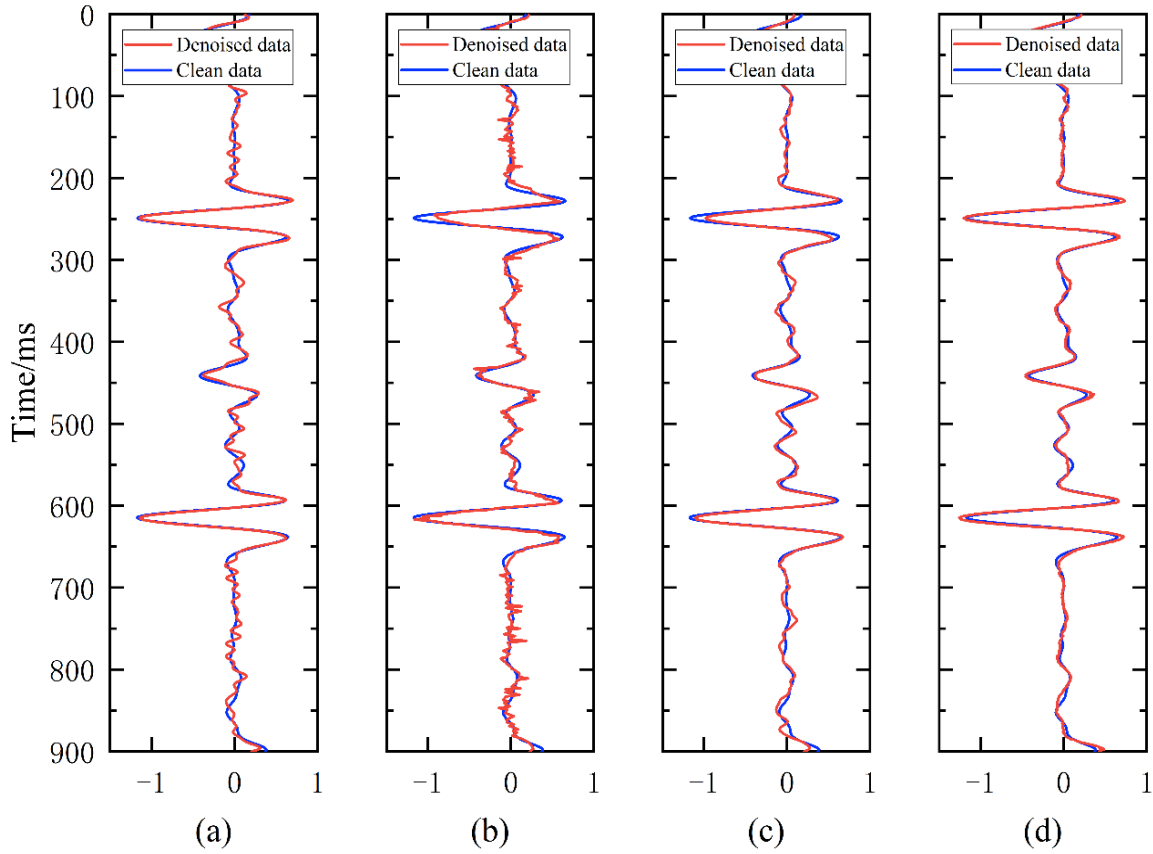 Time/ms
0
100
200
300
400
500
600
700
800
900
Denoised data
Clean data
−1 0 1
(a)
Denoised data
Clean data
−1 0 1
(b)
Denoised data
Clean data
−1 0 1
(c)
Denoised data
Clean data
−1 0 1
(d)